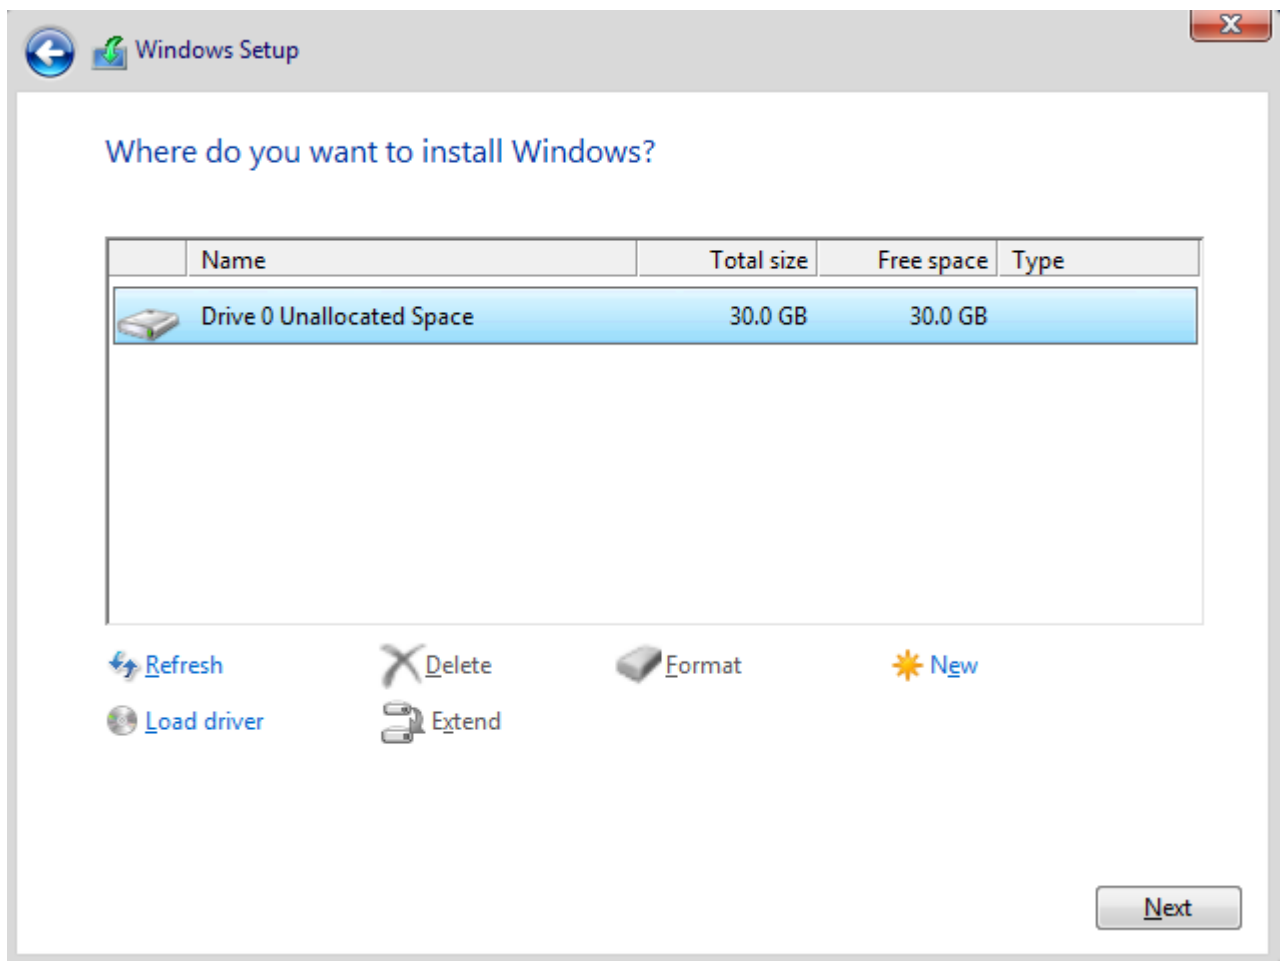 Windows Setup
Where do you want to install Windows?
Name Total size Free space Type
Drive 0 Unallocated Space 30.0 GB 30.0 GB
Refresh Delete Format New
Load driver Extend
Next